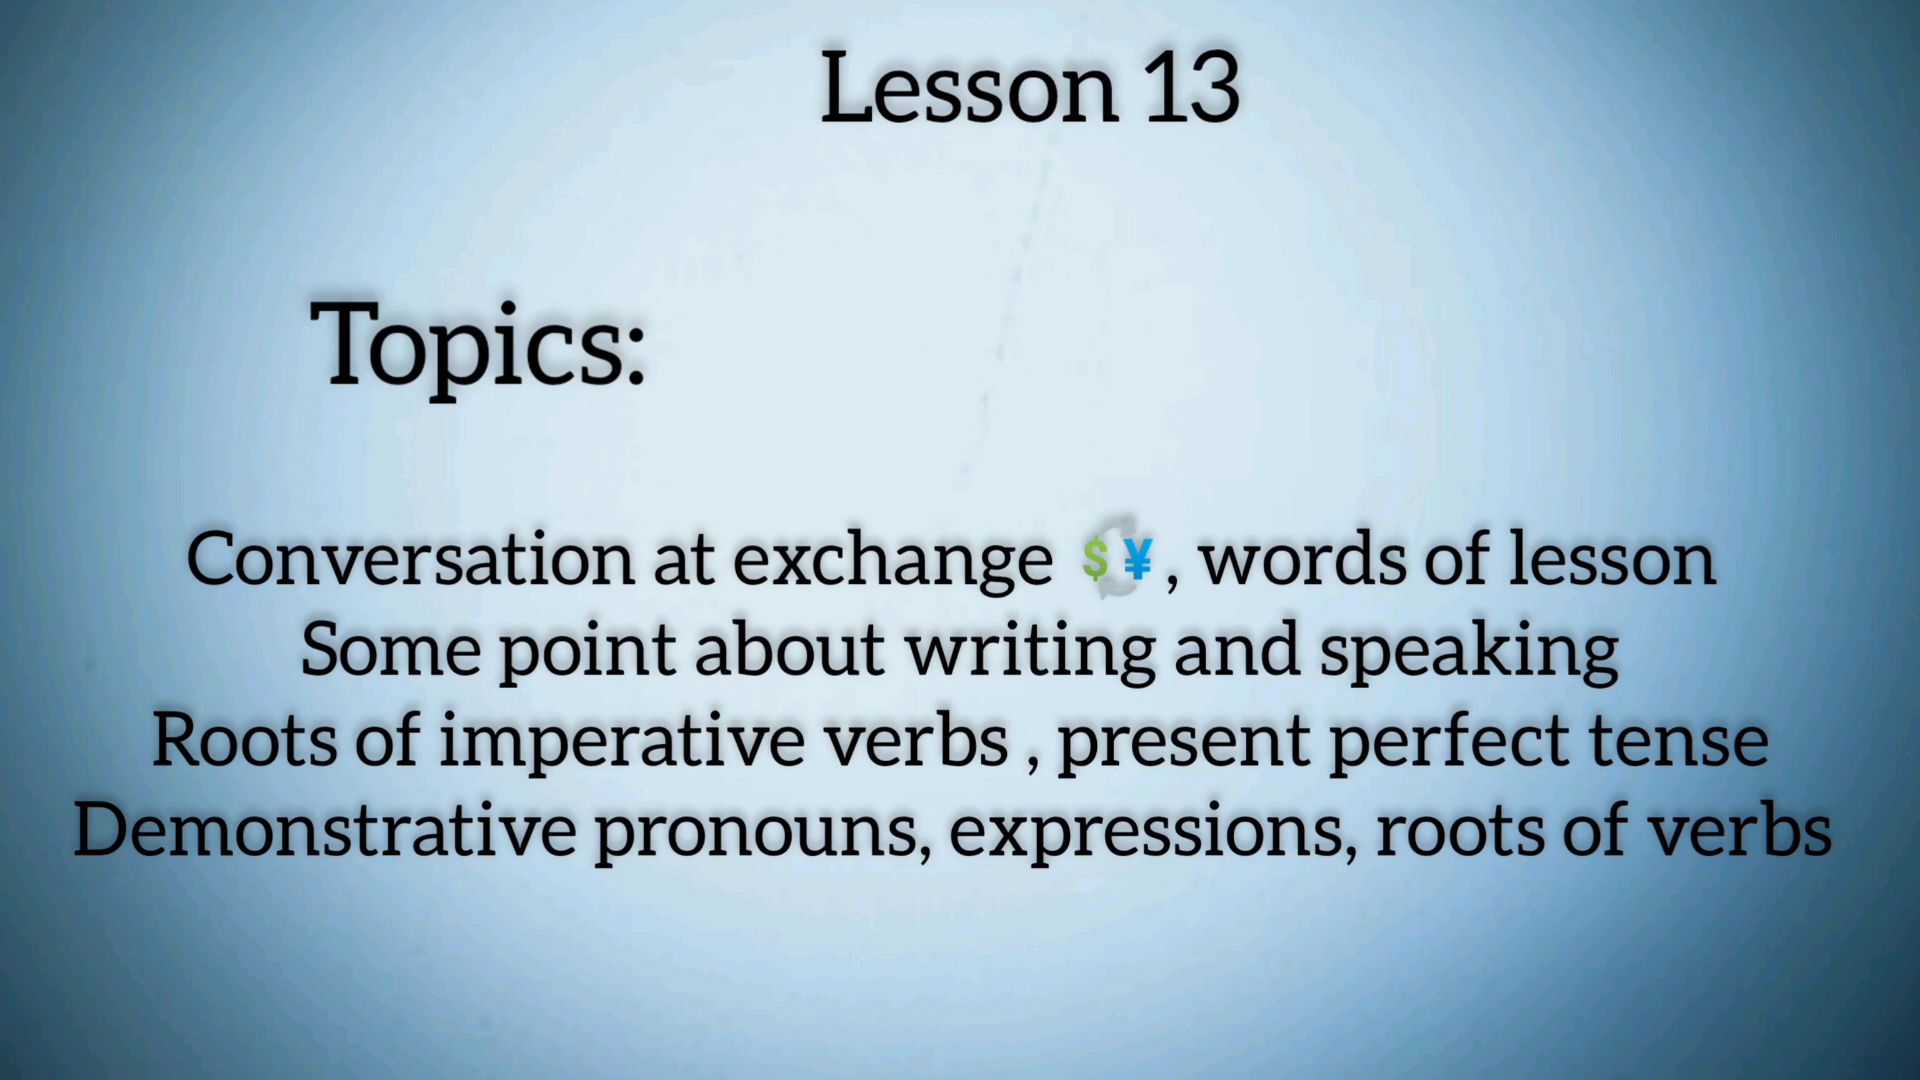 Lesson 13
Topics:
Conversation at exchange 💱, words of lesson
Some point about writing and speaking
Roots of imperative verbs , present perfect tense
Demonstrative pronouns, expressions, roots of verbs